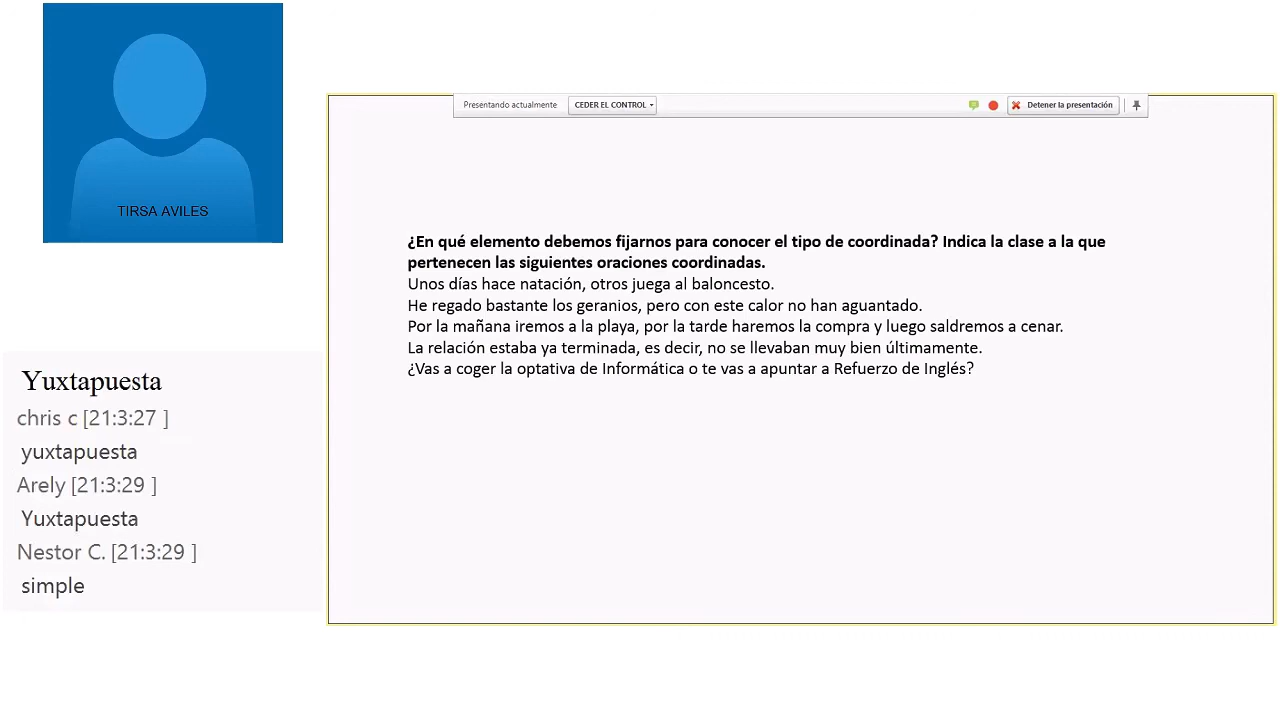 TIRSA AVILES
Presentando actualmente CEDER EL CONTROL Detener la presentación
¿En qué elemento debemos fijarnos para conocer el tipo de coordinada? Indica la clase a la que
pertenecen las siguientes oraciones coordinadas.
Unos días hace natación, otros juega al baloncesto.
He regado bastante los geranios, pero con este calor no han aguantado.
Por la mañana iremos a la playa, por la tarde haremos la compra y luego saldremos a cenar.
La relación estaba ya terminada, es decir, no se llevaban muy bien últimamente.
¿Vas a coger la optativa de Informática o te vas a apuntar a Refuerzo de Inglés?
Yuxtapuesta
chris c [21:3:27 ]
yuxtapuesta
Arely [21:3:29 ]
Yuxtapuesta
Nestor C. [21:3:29 ]
simple